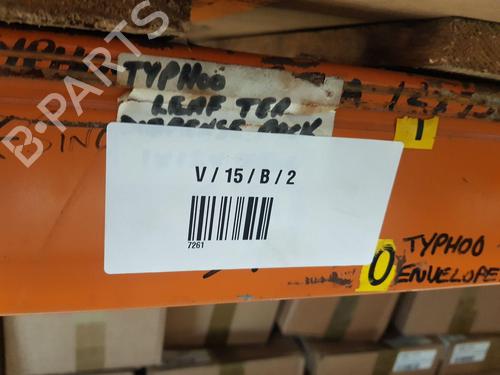 B-PARTS
TYPHOO
LEAF TEA
V / 15 / B / 2
7261
1
0
TYPHOO
ENVELOPE